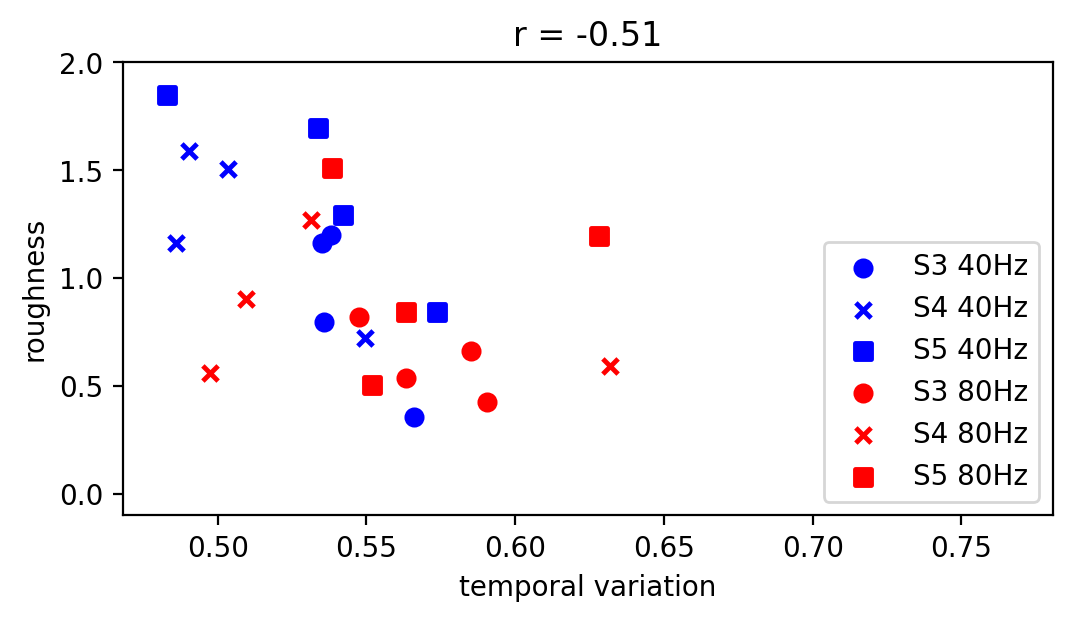 r = -0.51
2.0
1.5
1.0
0.5
0.0
roughness
0.50 0.55 0.60 0.65 0.70 0.75
temporal variation
S3 40Hz
S4 40Hz
S5 40Hz
S3 80Hz
S4 80Hz
S5 80Hz